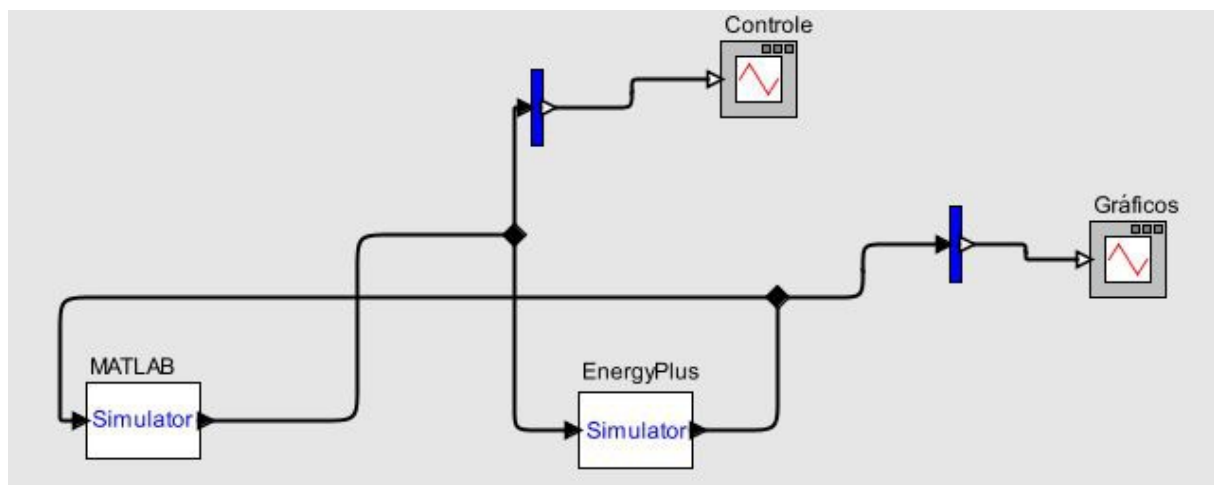 Controle
Gráficos
MATLAB
Simulator
EnergyPlus
Simulator